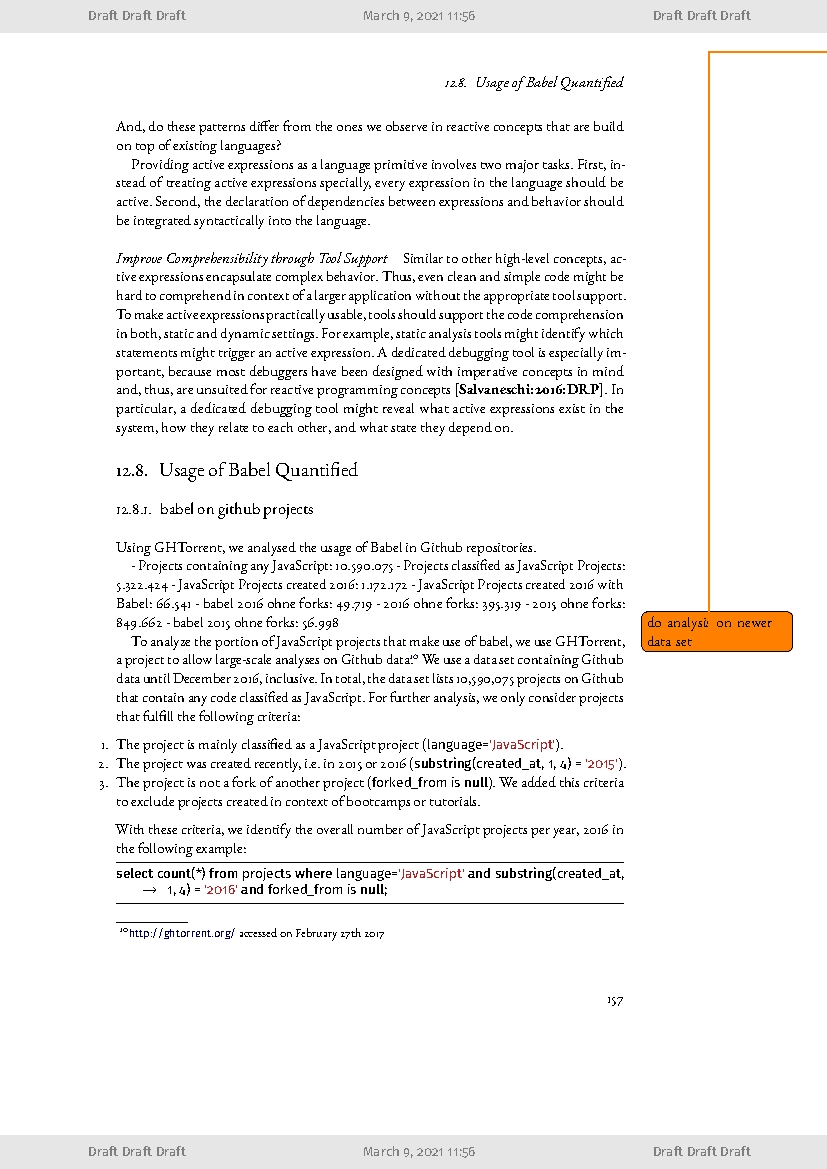 Draft Draft Draft March 9, 2021 11:56 Draft Draft Draft
12.8. Usage of Babel Quantified
And, do these patterns differ from the ones we observe in reactive concepts that are build
on top of existing languages?
Providing active expressions as a language primitive involves two major tasks. First, in-
stead of treating active expressions specially, every expression in the language should be
active. Second, the declaration of dependencies between expressions and behavior should
be integrated syntactically into the language.
Improve Comprehensibility through Tool Support Similar to other high-level concepts, ac-
tive expressions encapsulate complex behavior. Thus, even clean and simple code might be
hard to comprehend in context of a larger application without the appropriate tool support.
To make active expressions practically usable, tools should support the code comprehension
in both, static and dynamic settings. For example, static analysis tools might identify which
statements might trigger an active expression. A dedicated debugging tool is especially im-
portant, because most debuggers have been designed with imperative concepts in mind
and, thus, are unsuited for reactive programming concepts [Salvaneschi:2016:DRP]. In
particular, a dedicated debugging tool might reveal what active expressions exist in the
system, how they relate to each other, and what state they depend on.
12.8. Usage of Babel Quantified
12.8.1. babel on github projects
Using GHTorrent, we analysed the usage of Babel in Github repositories.
- Projects containing any JavaScript: 10.590.075 - Projects classified as JavaScript Projects:
5.322.424 - JavaScript Projects created 2016: 1.172.172 - JavaScript Projects created 2016 with
Babel: 66.541 - babel 2016 ohne forks: 49.719 - 2016 ohne forks: 395.319 - 2015 ohne forks:
849.662 - babel 2015 ohne forks: 56.998
do analysis on newer
data set
To analyze the portion of JavaScript projects that make use of babel, we use GHTorrent,
a project to allow large-scale analyses on Github data.¹⁰ We use a data set containing Github
data until December 2016, inclusive. In total, the data set lists 10,590,075 projects on Github
that contain any code classified as JavaScript. For further analysis, we only consider projects
that fulfill the following criteria:
1. The project is mainly classified as a JavaScript project (language='JavaScript').
2. The project was created recently, i.e. in 2015 or 2016 (substring(created_at, 1, 4) = '2015').
3. The project is not a fork of another project (forked_from is null). We added this criteria
to exclude projects created in context of bootcamps or tutorials.
With these criteria, we identify the overall number of JavaScript projects per year, 2016 in
the following example:
select count(*) from projects where language='JavaScript' and substring(created_at,
→ 1, 4) = '2016' and forked_from is null;
¹⁰http://ghtorrent.org/ accessed on February 27th 2017
157
Draft Draft Draft March 9, 2021 11:56 Draft Draft Draft